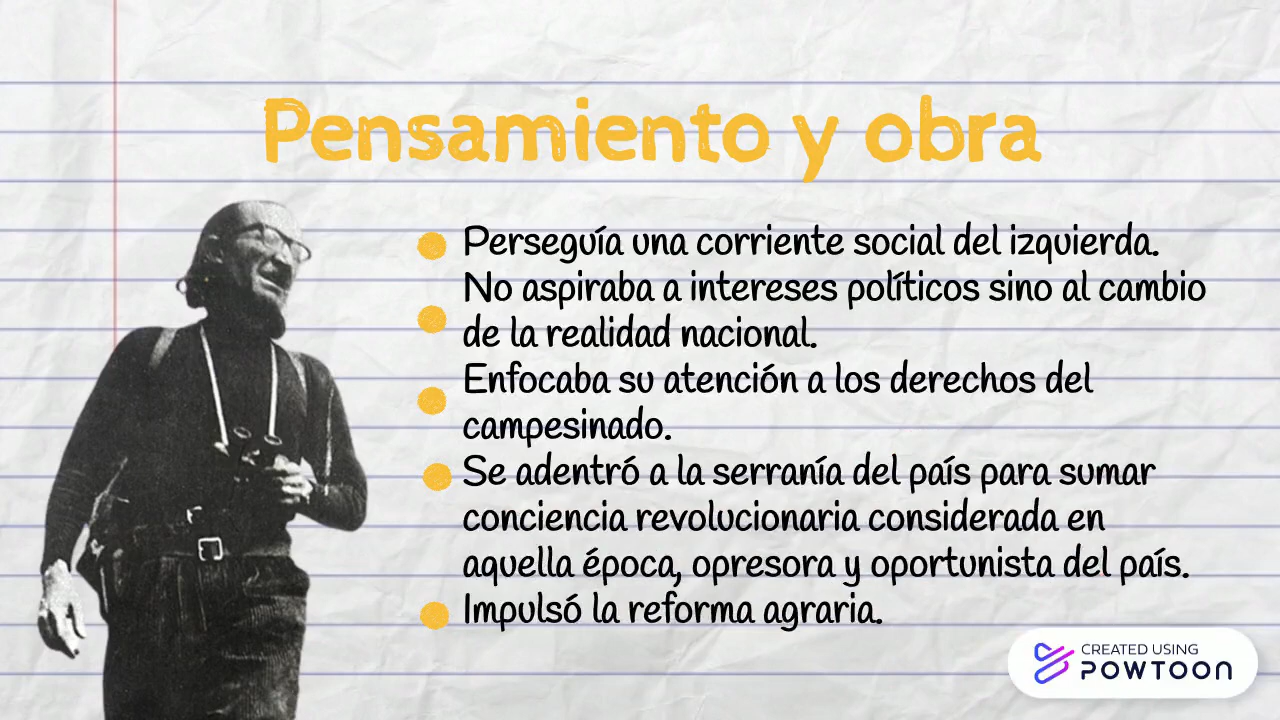 Pensamiento y obra
Perseguía una corriente social del izquierda.
No aspiraba a intereses políticos sino al cambio
de la realidad nacional.
Enfocaba su atención a los derechos del
campesinado.
Se adentró a la serranía del país para sumar
conciencia revolucionaria considerada en
aquella época, opresora y oportunista del país.
Impulsó la reforma agraria.
CREATED USING
POWTOON